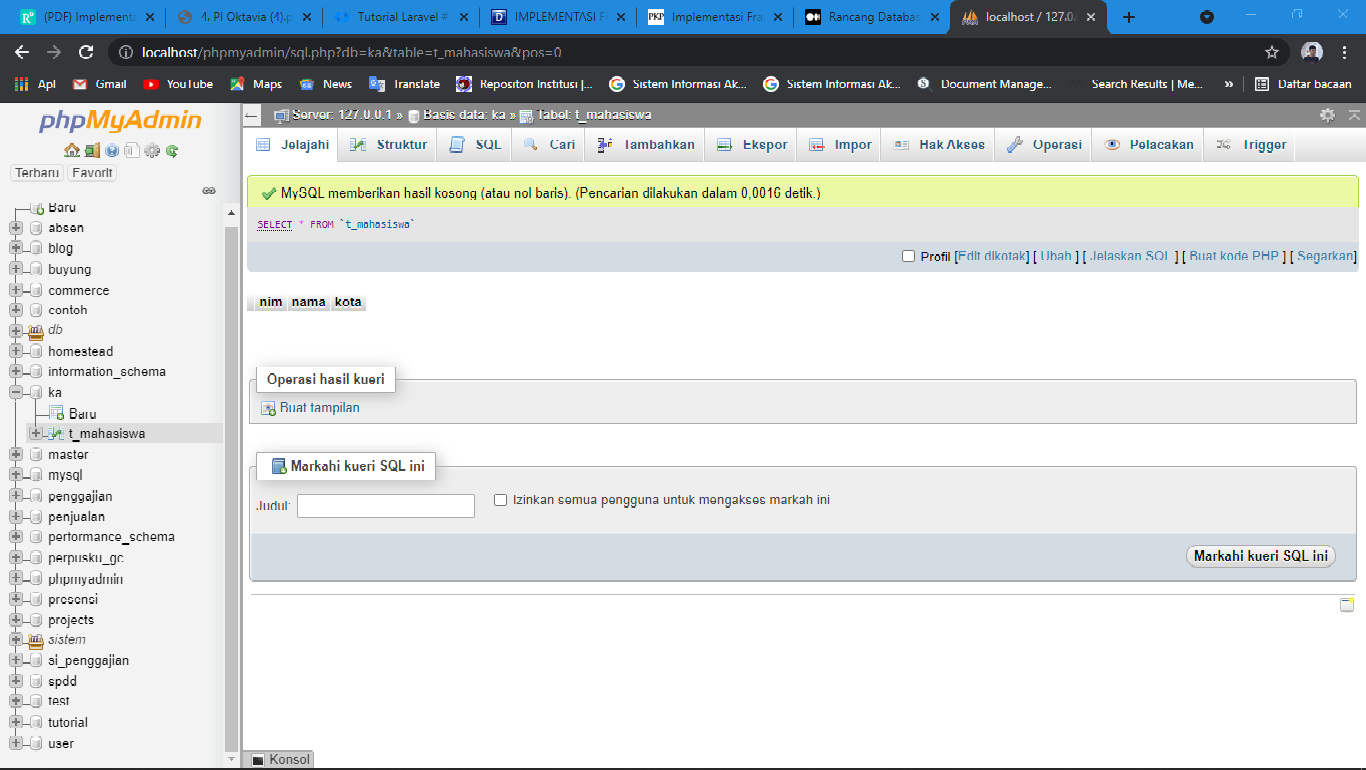 (PDF) Implementa
4. PI Oktavia (4).p
Tutorial Laravel #
IMPLEMENTASI F
Implementasi Fra
Rancang Databas
localhost / 127.0.
localhost/phpmyadmin/sql.php?db=ka&table=t_mahasiswa&pos=0
Apl
Gmail
YouTube
Maps
News
Translate
Repositori Institusi |...
Sistem Informasi Ak...
Sistem Informasi Ak...
Document Manage...
Search Results | Me...
»
Daftar bacaan
phpMyAdmin
Terbaru Favorit
Baru
absen
blog
buyung
commerce
contoh
db
homestead
information_schema
ka
Baru
t_mahasiswa
master
mysql
penggajian
penjualan
performance_schema
perpusku_gc
phpmyadmin
presensi
projects
sistem
si_penggajian
spdd
test
tutorial
user
Server: 127.0.0.1 » Basis data: ka » Tabel: t_mahasiswa
Jelajahi Struktur SQL Cari Tambahkan Ekspor Impor Hak Akses Operasi Pelacakan Trigger
MySQL memberikan hasil kosong (atau nol baris). (Pencarian dilakukan dalam 0,0016 detik.)
SELECT * FROM `t_mahasiswa`
Profil [Edit dikotak] [ Ubah ] [ Jelaskan SQL ] [ Buat kode PHP ] [ Segarkan]
nim nama kota
Operasi hasil kueri
Buat tampilan
Markahi kueri SQL ini
Judul:
Izinkan semua pengguna untuk mengakses markah ini
Markahi kueri SQL ini
Konsol